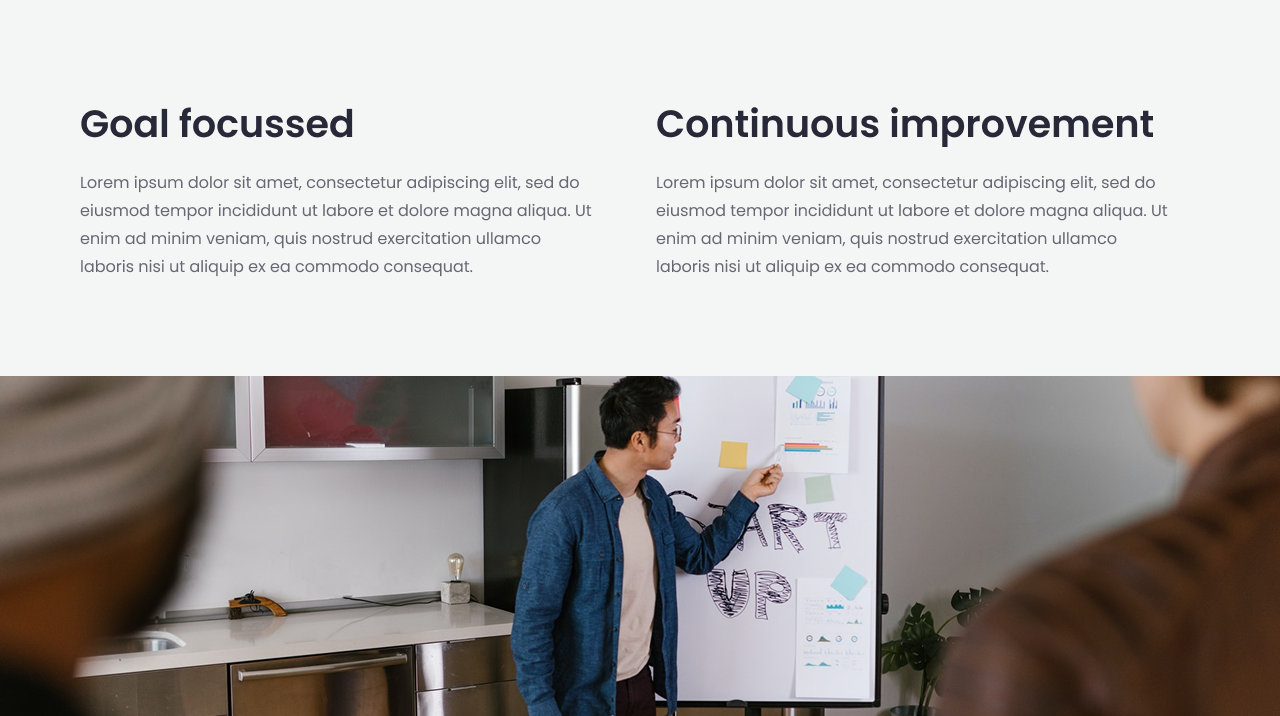 Goal focussed
Lorem ipsum dolor sit amet, consectetur adipiscing elit, sed do
eiusmod tempor incididunt ut labore et dolore magna aliqua. Ut
enim ad minim veniam, quis nostrud exercitation ullamco
laboris nisi ut aliquip ex ea commodo consequat.
Continuous improvement
Lorem ipsum dolor sit amet, consectetur adipiscing elit, sed do
eiusmod tempor incididunt ut labore et dolore magna aliqua. Ut
enim ad minim veniam, quis nostrud exercitation ullamco
laboris nisi ut aliquip ex ea commodo consequat.
START
UP